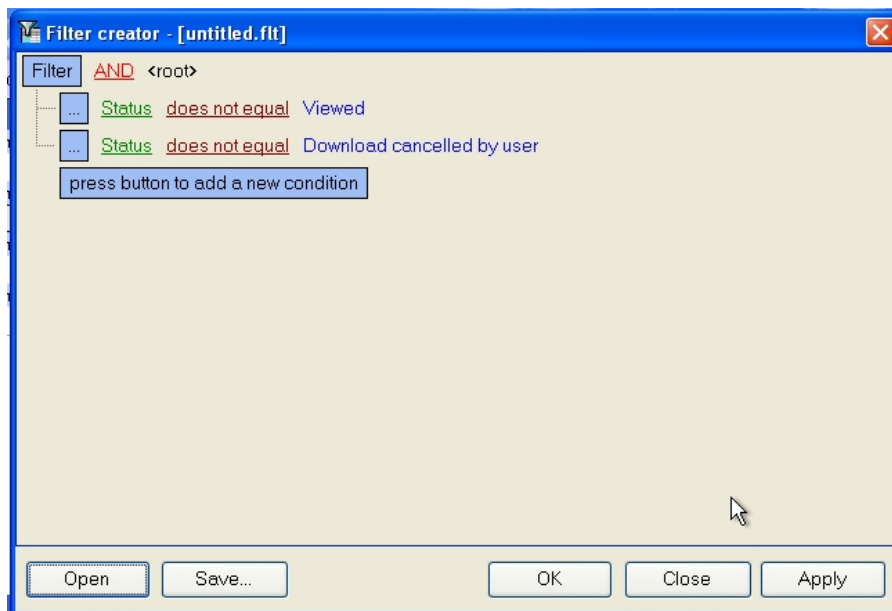 Filter creator - [untitled.flt]
Filter AND <root>
... Status does not equal Viewed
... Status does not equal Download cancelled by user
press button to add a new condition
Open Save... OK Close Apply